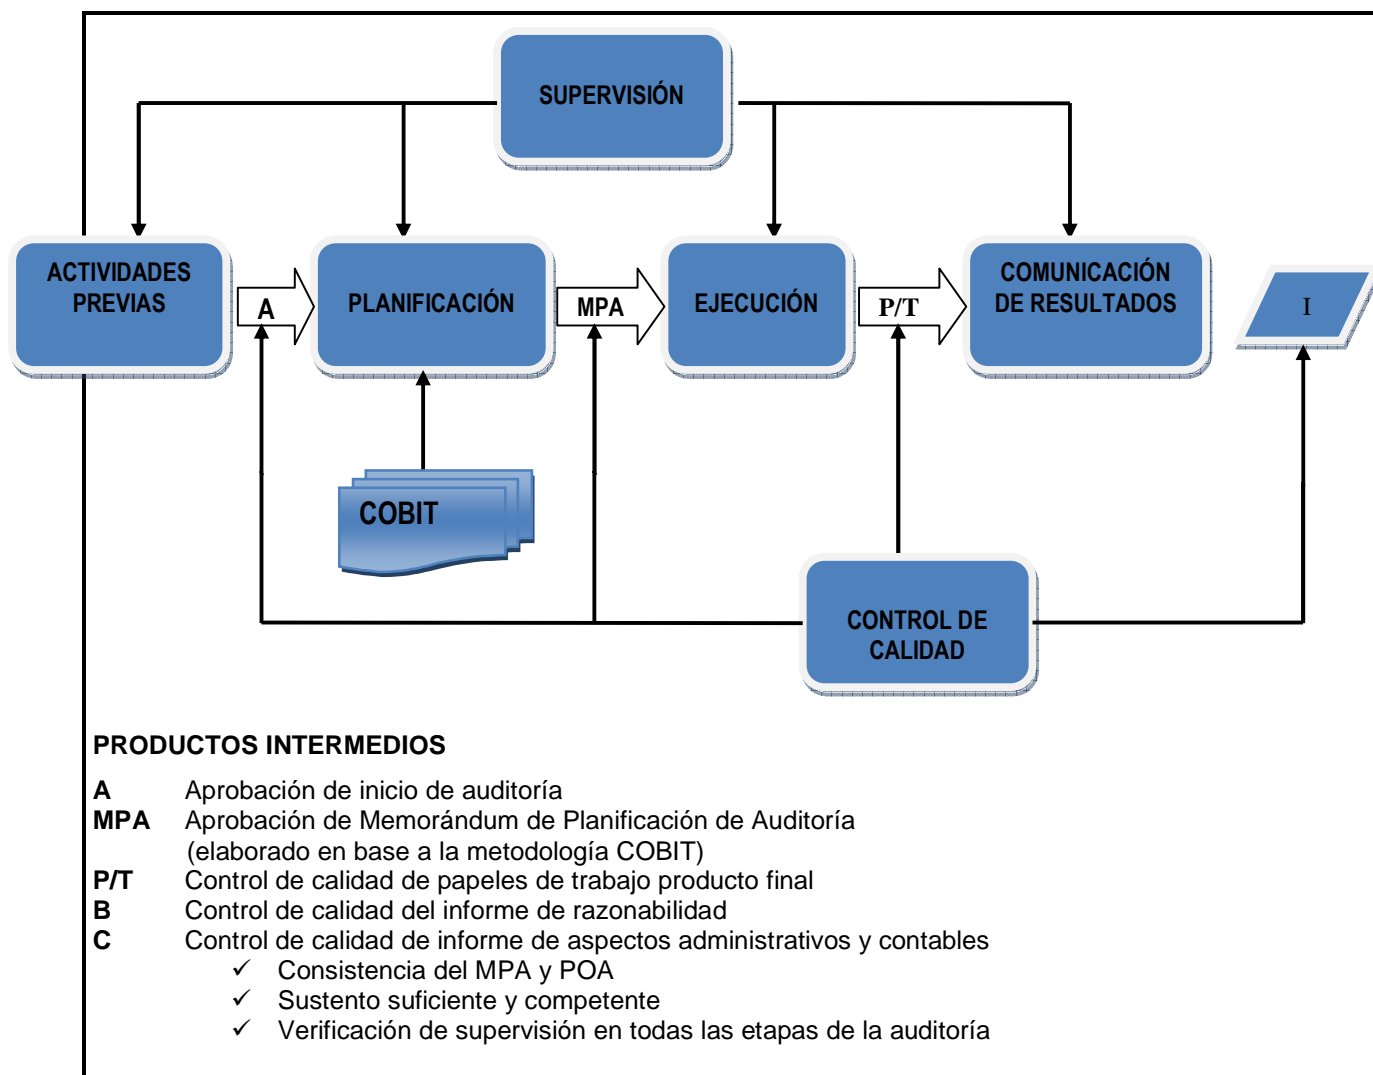 SUPERVISIÓN
ACTIVIDADES
PREVIAS
A
PLANIFICACIÓN
MPA
EJECUCIÓN
P/T
COMUNICACIÓN
DE RESULTADOS
I
COBIT
CONTROL DE
CALIDAD
PRODUCTOS INTERMEDIOS
A Aprobación de inicio de auditoría
MPA Aprobación de Memorándum de Planificación de Auditoría
(elaborado en base a la metodología COBIT)
P/T Control de calidad de papeles de trabajo producto final
B Control de calidad del informe de razonabilidad
C Control de calidad de informe de aspectos administrativos y contables
✓ Consistencia del MPA y POA
✓ Sustento suficiente y competente
✓ Verificación de supervisión en todas las etapas de la auditoría